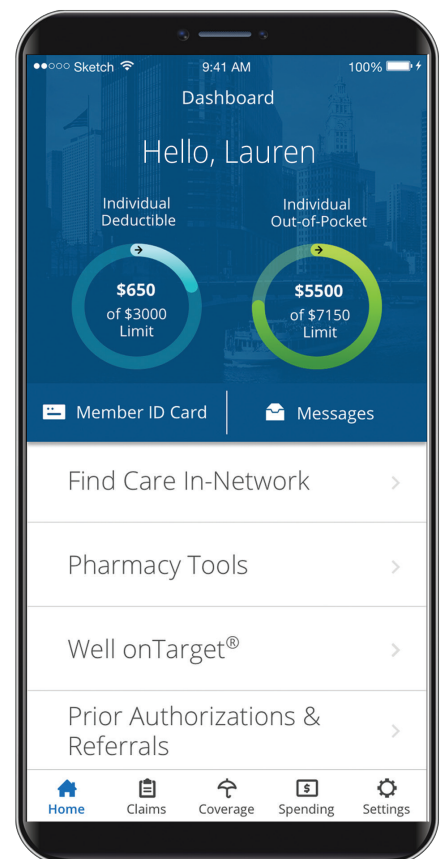 Sketch 9:41 AM 100%
Dashboard
Hello, Lauren
Individual
Deductible
$650
of $3000
Limit
Individual
Out-of-Pocket
$5500
of $7150
Limit
Member ID Card
Messages
Find Care In-Network
Pharmacy Tools
Well onTarget®
Prior Authorizations &
Referrals
Home Claims Coverage Spending Settings